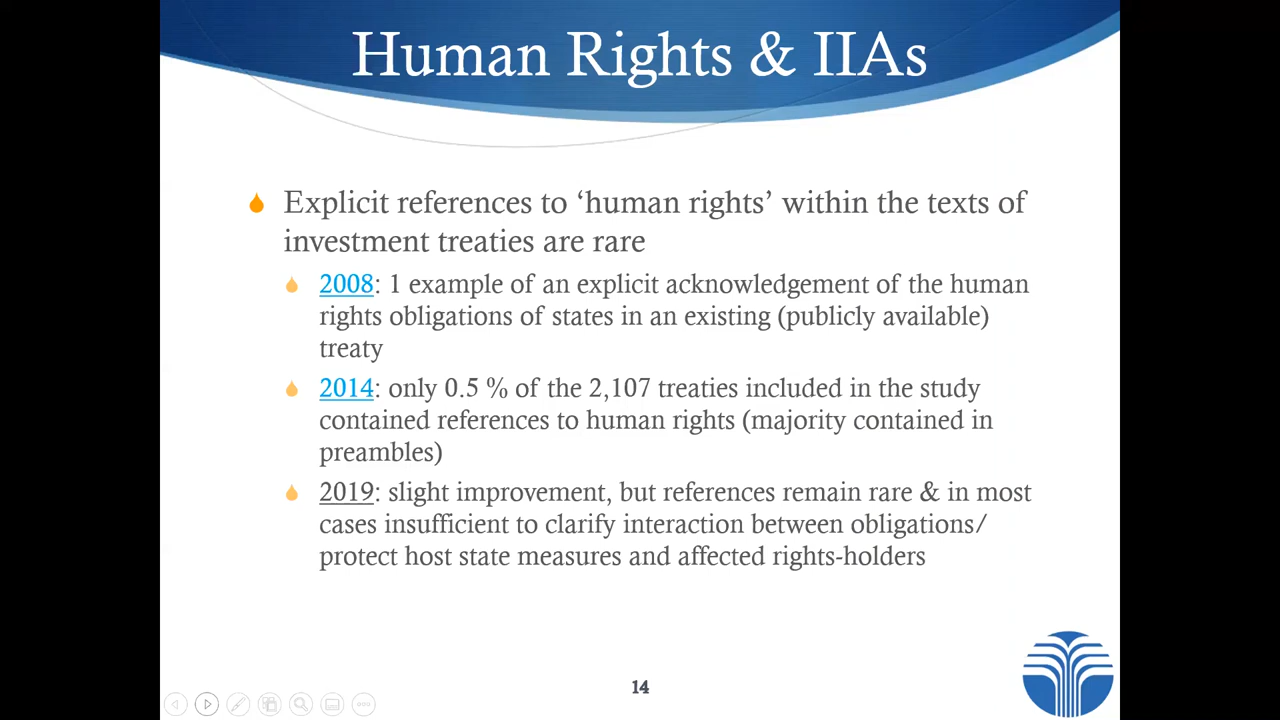 Human Rights & IIAs
Explicit references to ‘human rights’ within the texts of
investment treaties are rare
2008: 1 example of an explicit acknowledgement of the human
rights obligations of states in an existing (publicly available)
treaty
2014: only 0.5 % of the 2,107 treaties included in the study
contained references to human rights (majority contained in
preambles)
2019: slight improvement, but references remain rare & in most
cases insufficient to clarify interaction between obligations/
protect host state measures and affected rights-holders
14